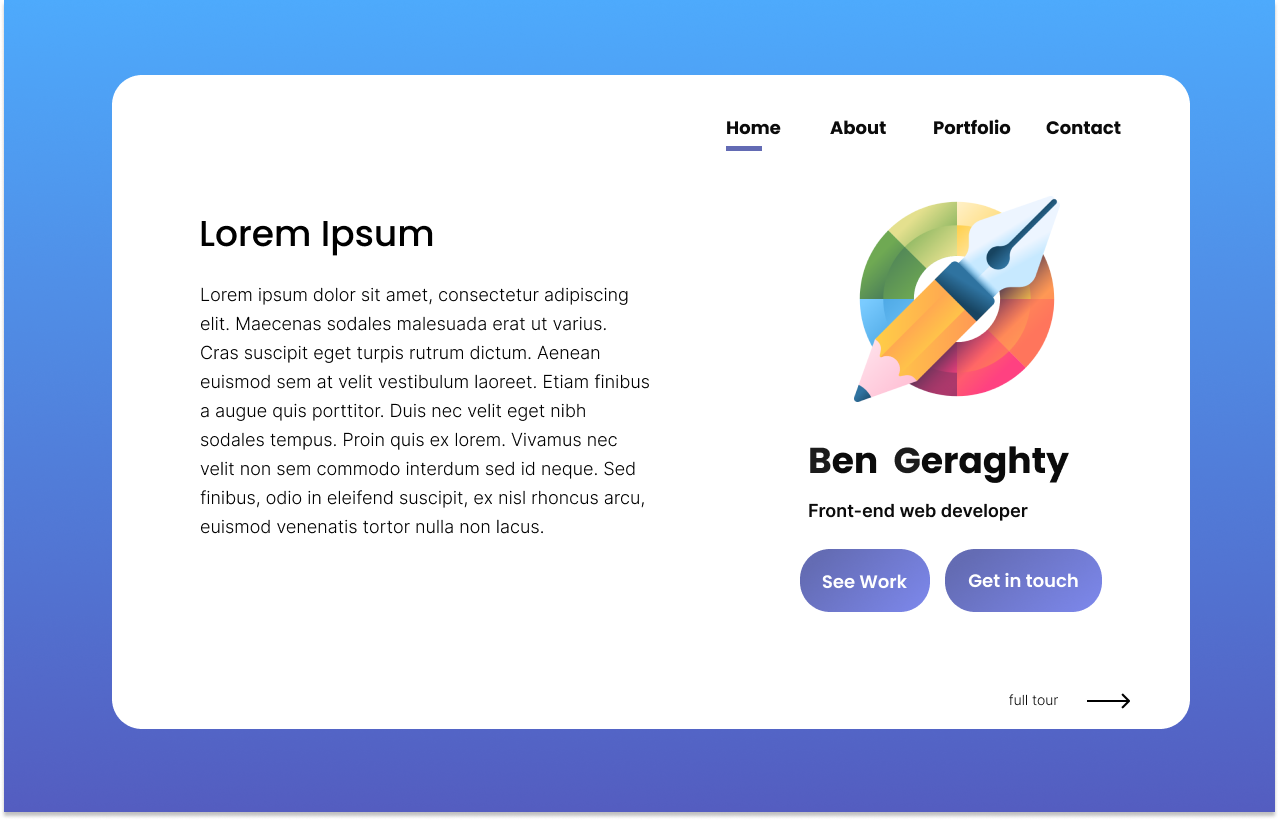 Home About Portfolio Contact
Lorem Ipsum
Lorem ipsum dolor sit amet, consectetur adipiscing
elit. Maecenas sodales malesuada erat ut varius.
Cras suscipit eget turpis rutrum dictum. Aenean
euismod sem at velit vestibulum laoreet. Etiam finibus
a augue quis porttitor. Duis nec velit eget nibh
sodales tempus. Proin quis ex lorem. Vivamus nec
velit non sem commodo interdum sed id neque. Sed
finibus, odio in eleifend suscipit, ex nisl rhoncus arcu,
euismod venenatis tortor nulla non lacus.
Ben Geraghty
Front-end web developer
See Work
Get in touch
full tour